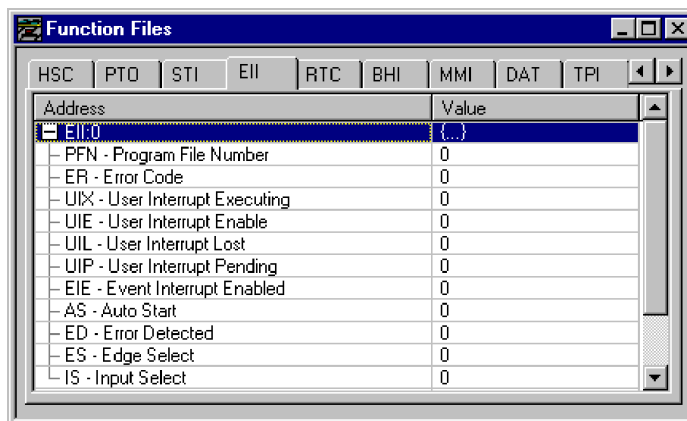 Function Files
HSC PTO STI EII RTC BHI MMI DAT TPI
Address Value
EII:0 {...}
PFN - Program File Number 0
ER - Error Code 0
UIX - User Interrupt Executing 0
UIE - User Interrupt Enable 0
UIL - User Interrupt Lost 0
UIP - User Interrupt Pending 0
EIE - Event Interrupt Enabled 0
AS - Auto Start 0
ED - Error Detected 0
ES - Edge Select 0
IS - Input Select 0